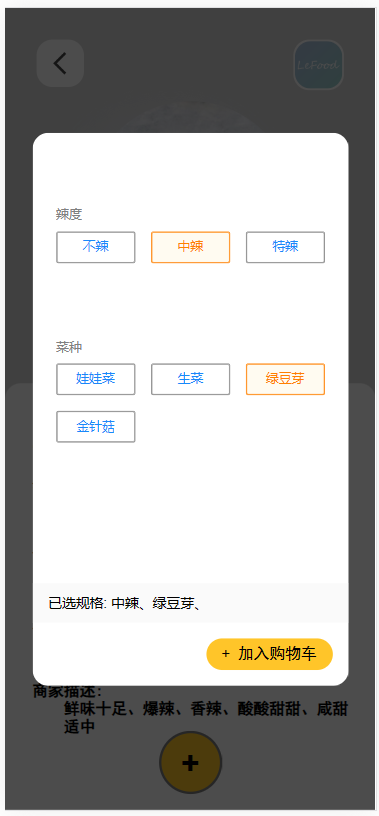 LtFood
辣度
不辣 中辣 特辣
菜种
娃娃菜 生菜 绿豆芽
金针菇
已选规格: 中辣、绿豆芽、
+ 加入购物车
商家描述:
鲜味十足、爆辣、香辣、酸酸甜甜、咸甜
适中
+